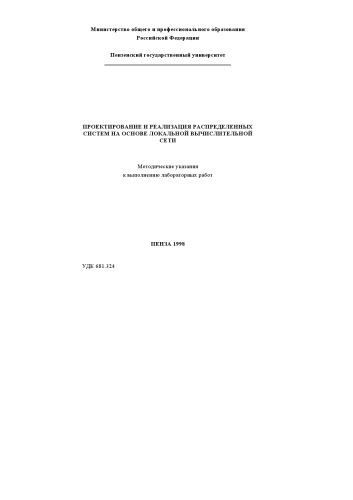 Министерство общего и профессионального образования
Российской Федерации
Пензенский государственный университет
ПРОЕКТИРОВАНИЕ И РЕАЛИЗАЦИЯ РАСПРЕДЕЛЕННЫХ
СИСТЕМ НА ОСНОВЕ ЛОКАЛЬНОЙ ВЫЧИСЛИТЕЛЬНОЙ
СЕТИ
Методические указания
к выполнению лабораторных работ
ПЕНЗА 1998
УДК 681.324